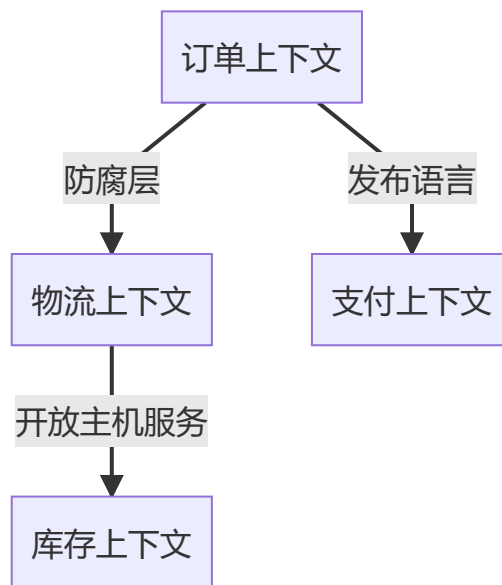 订单上下文
防腐层
发布语言
物流上下文
支付上下文
开放主机服务
库存上下文